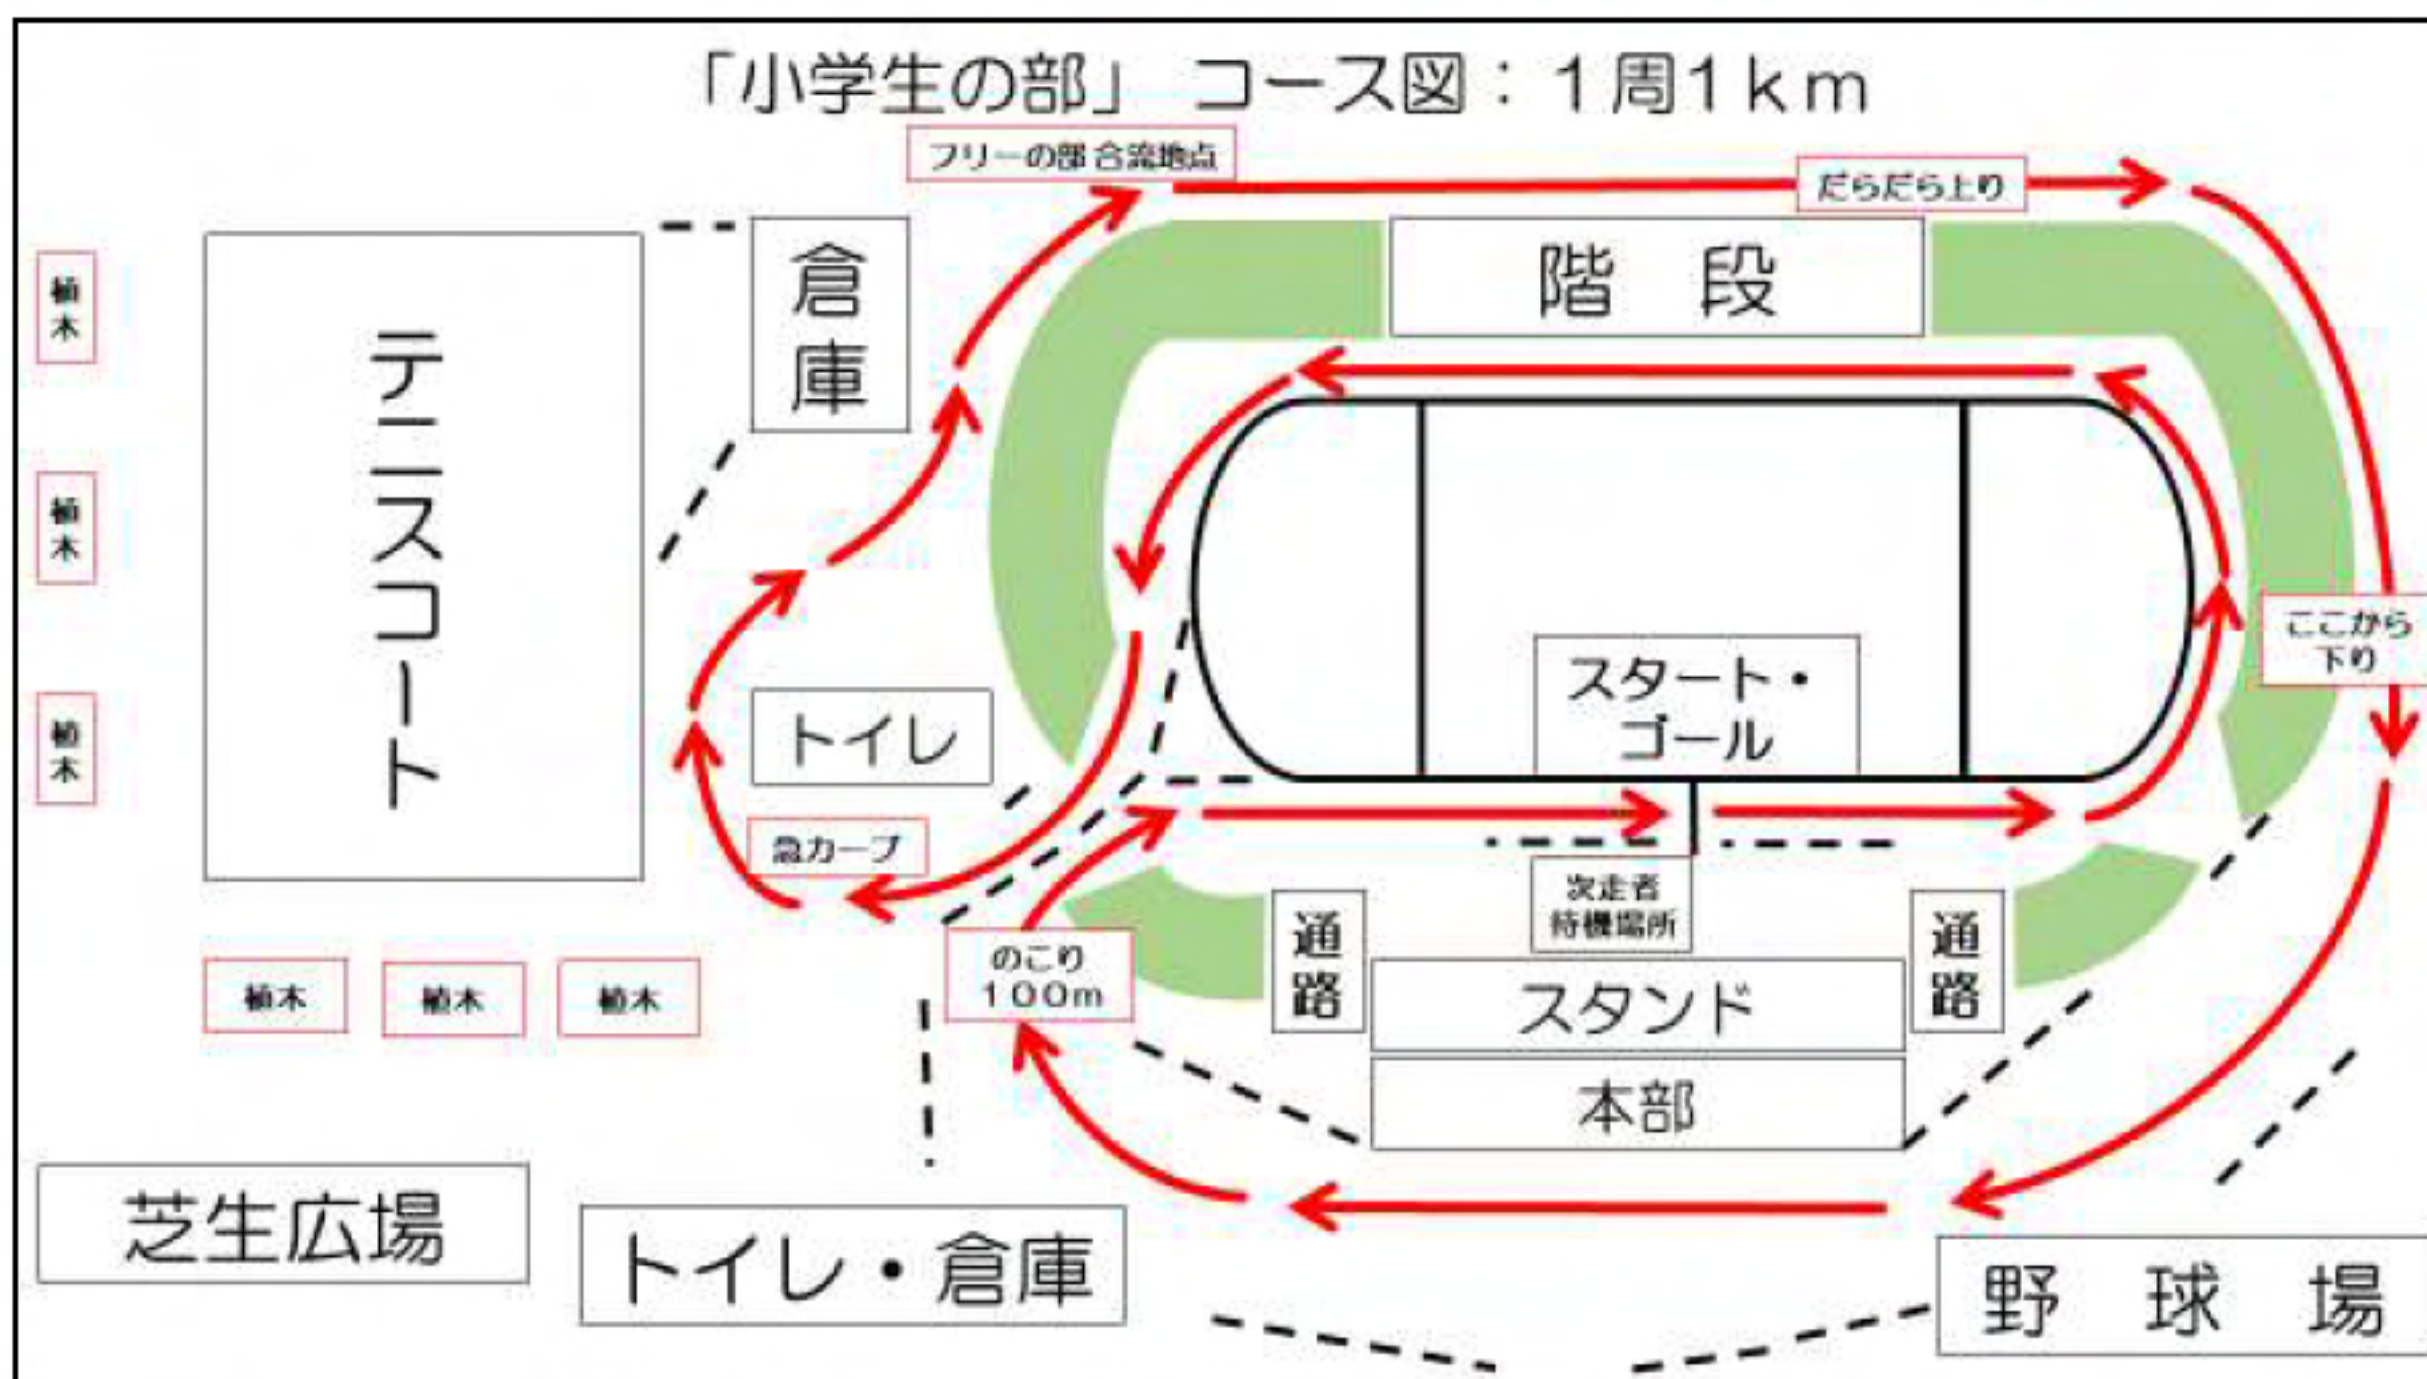 「小学生の部」 コース図：１周１ｋｍ
フリーの部 合流地点
だらだら上り
倉庫
階 段
植木
植木
植木
テニスコート
スタート・
ゴール
ここから
下り
トイレ
急カーブ
次走者
待機場所
通路
通路
のこり
１００ｍ
スタンド
植木
植木
植木
本部
芝生広場
トイレ・倉庫
野 球 場